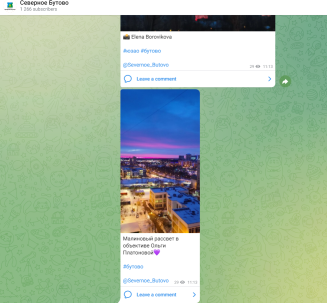 Северное Бутово
1 266 subscribers
📸 Elena Borovikova
#южан #бутово
@Severnoe_Butovo
Leave a comment
Малиновый рассвет в
объективе Ольги
Платоновой💜
#бутово
@Severnoe_Butovo
Leave a comment